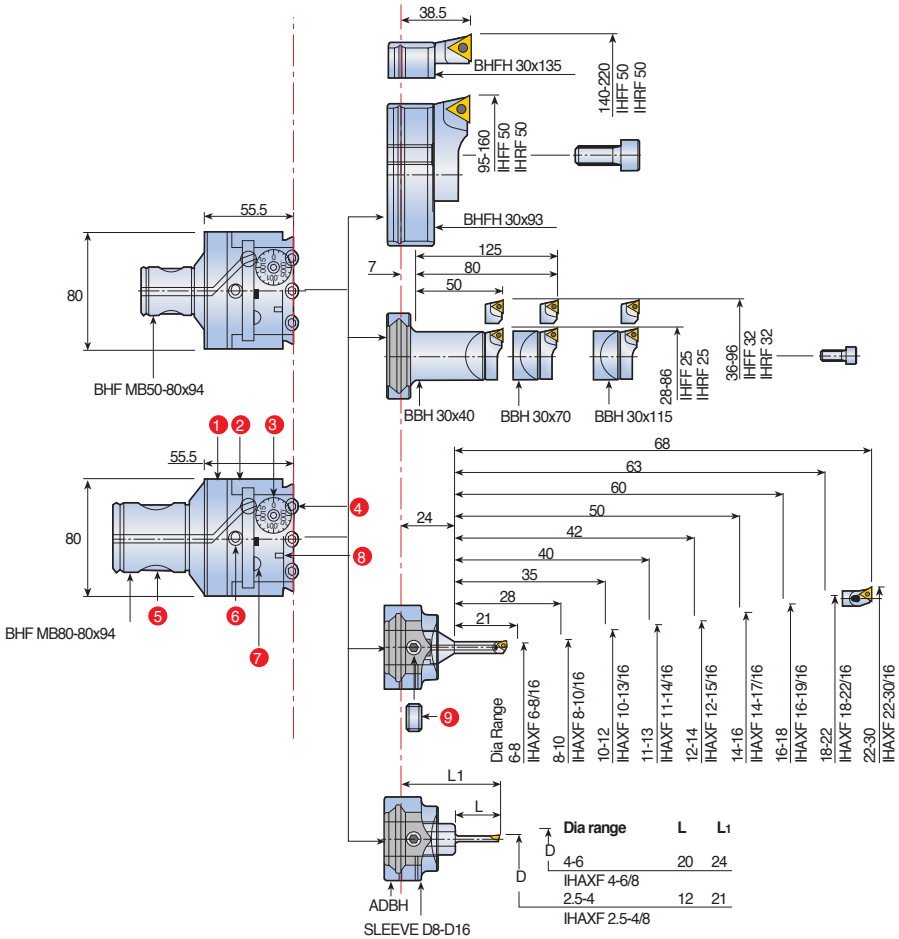 38.5
BHFH 30x135
140-220
IHFF 50
IHRF 50
95-160
IHFF 50
IHRF 50
BHFH 30x93
55.5
80
0
.0015
.0005
.001
BHF MB50-80x94
7
125
80
50
36-96
IHFF 32
IHRF 32
28-86
IHFF 25
IHRF 25
BBH 30x40
BBH 30x70
BBH 30x115
1
2
3
55.5
80
0
.0015
.0005
.001
4
8
5
6
7
BHF MB80-80x94
68
63
60
50
24
42
40
35
28
21
9
Dia Range
6-8
IHAXF 6-8/16
8-10
IHAXF 8-10/16
10-12
IHAXF 10-13/16
11-13
IHAXF 11-14/16
12-14
IHAXF 12-15/16
14-16
IHAXF 14-17/16
16-18
IHAXF 16-19/16
18-22
IHAXF 18-22/16
22-30
IHAXF 22-30/16
L1
L
D
D
Dia range L L1
4-6 20 24
IHAXF 4-6/8
2.5-4 12 21
IHAXF 2.5-4/8
ADBH
SLEEVE D8-D16